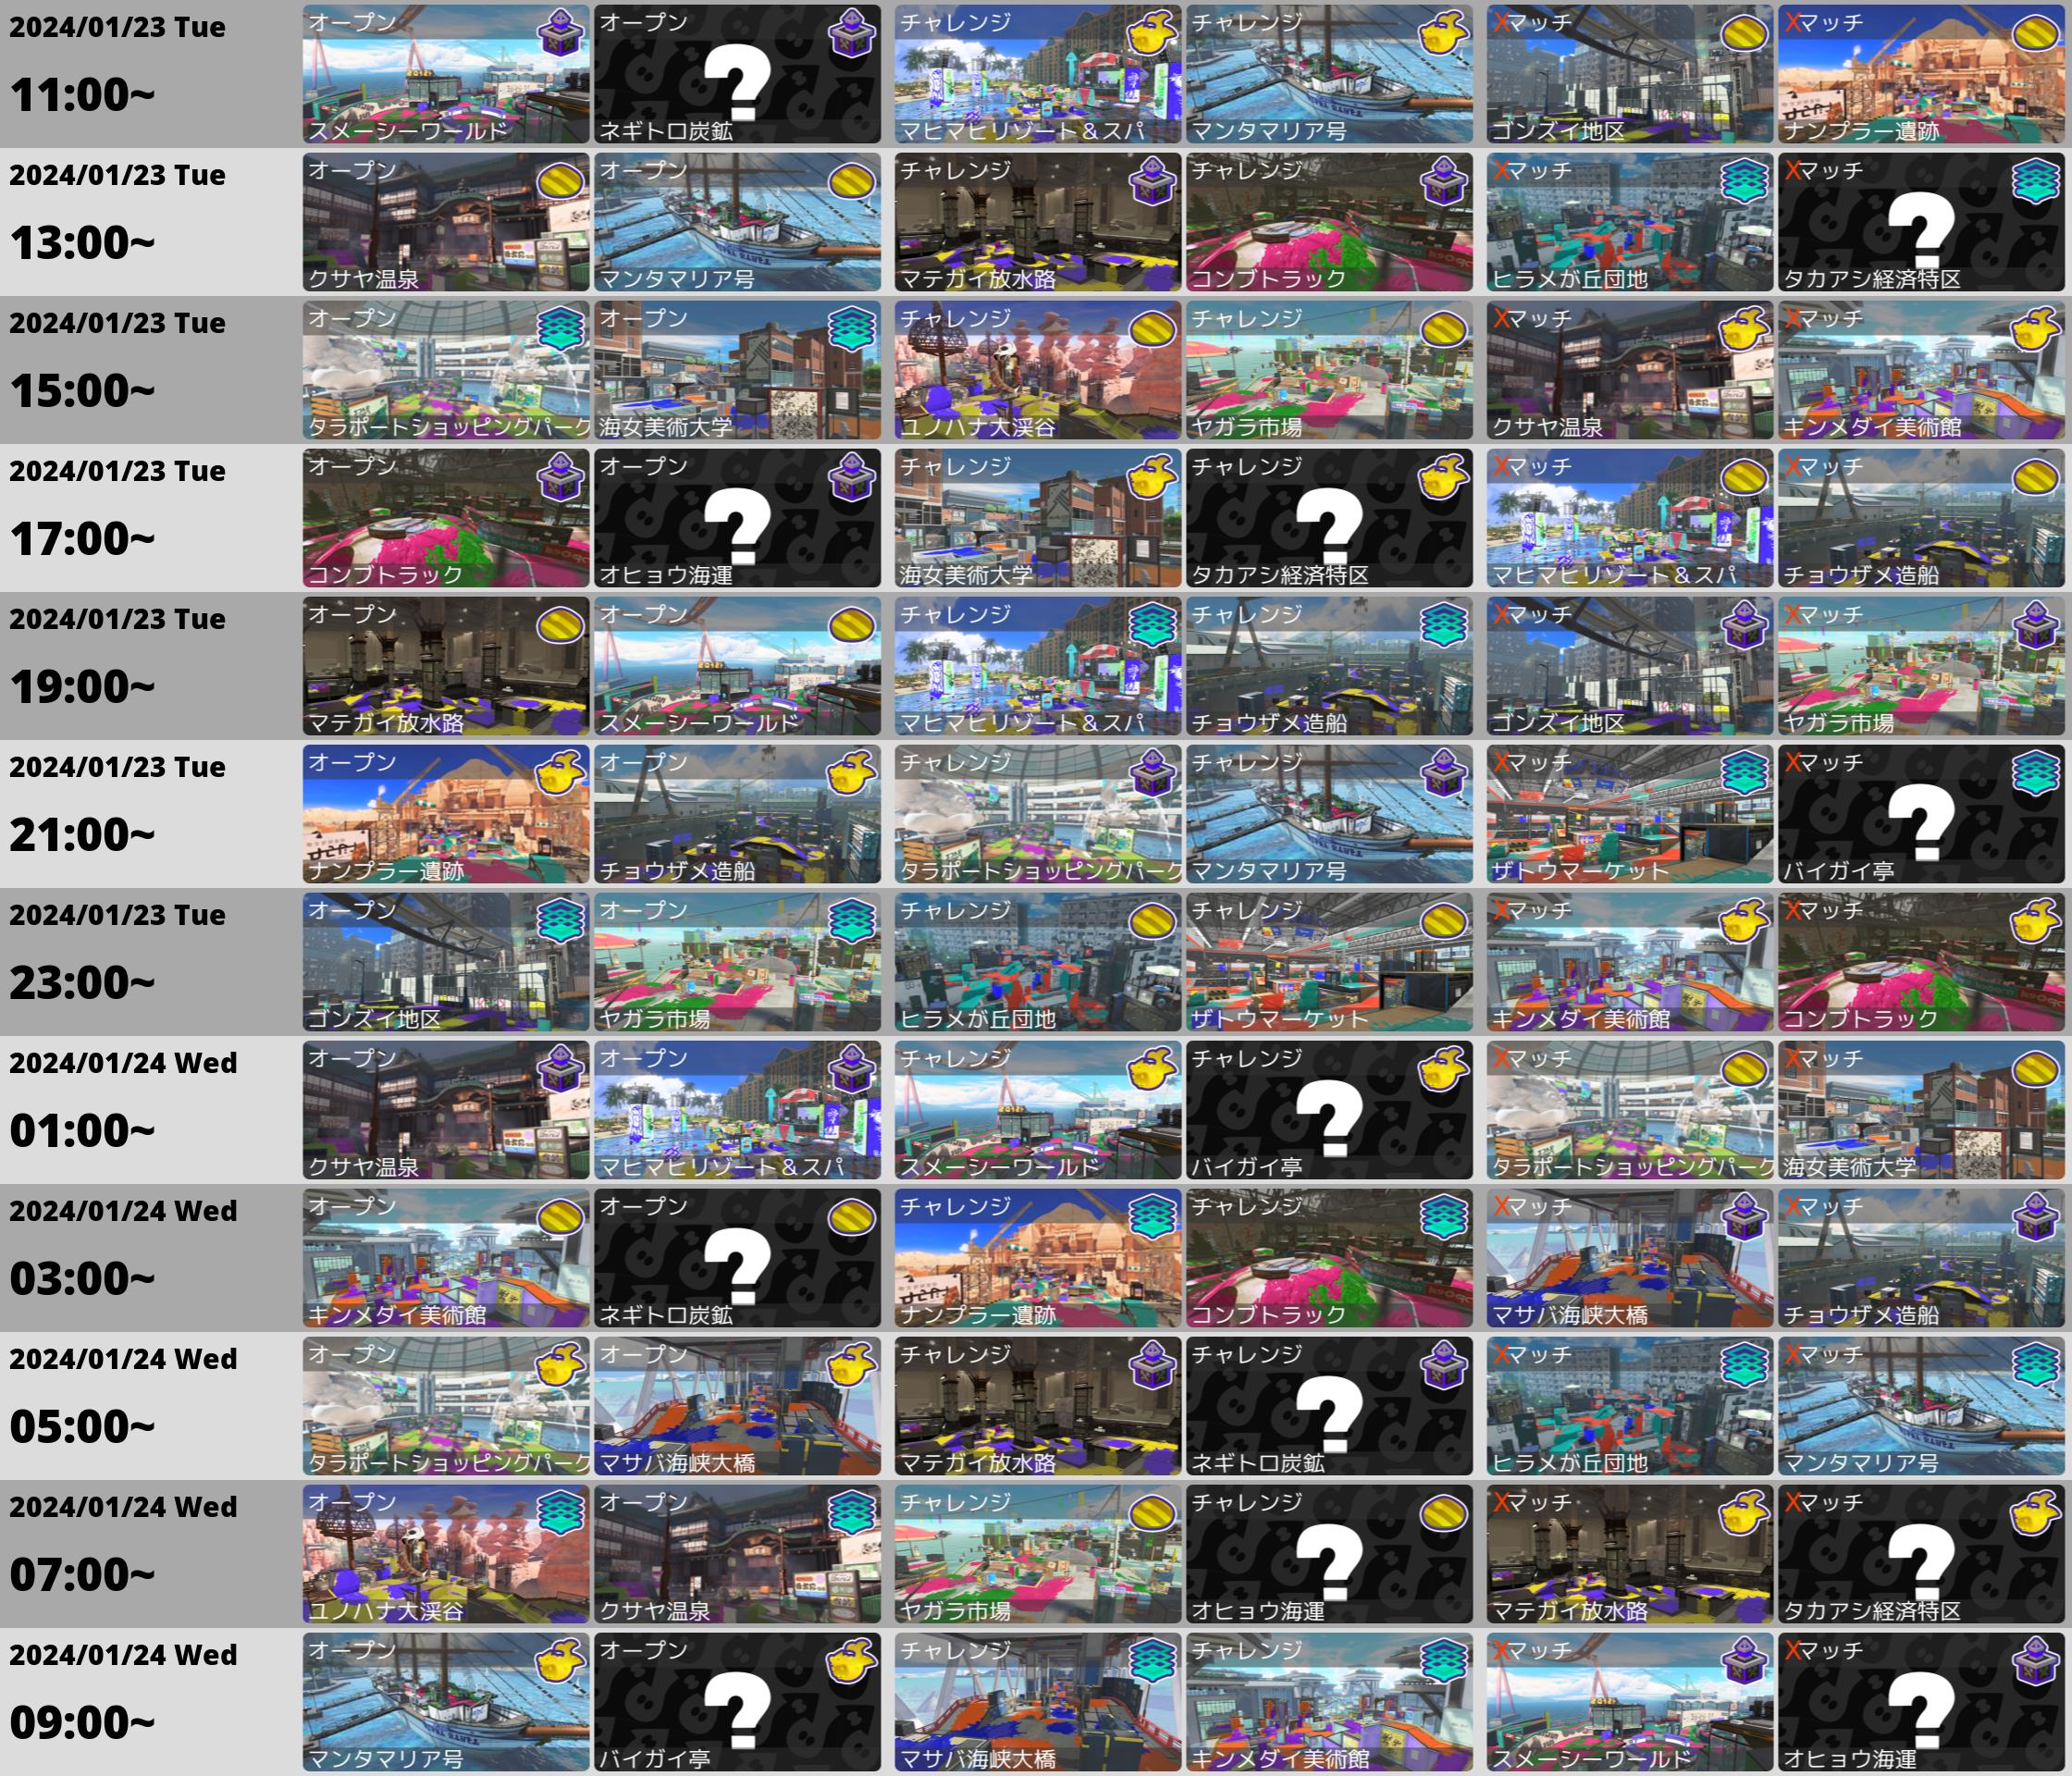 2024/01/23 Tue
11:00~
オープン
スメーシーワールド
オープン
ネギトロ炭鉱
チャレンジ
マヒマヒリゾート＆スパ
チャレンジ
マンタマリア号
Xマッチ
ゴンズイ地区
Xマッチ
ナンプラー遺跡
2024/01/23 Tue
13:00~
オープン
クサヤ温泉
オープン
マンタマリア号
チャレンジ
マテガイ放水路
チャレンジ
コンブトラック
Xマッチ
ヒラメが丘団地
Xマッチ
タカアシ経済特区
2024/01/23 Tue
15:00~
オープン
タラポートショッピングパーク
オープン
海女美術大学
チャレンジ
ユノハナ大渓谷
チャレンジ
ヤガラ市場
Xマッチ
クサヤ温泉
Xマッチ
キンメダイ美術館
2024/01/23 Tue
17:00~
オープン
コンブトラック
オープン
オヒョウ海運
チャレンジ
海女美術大学
チャレンジ
タカアシ経済特区
Xマッチ
マヒマヒリゾート＆スパ
Xマッチ
チョウザメ造船
2024/01/23 Tue
19:00~
オープン
マテガイ放水路
オープン
スメーシーワールド
チャレンジ
マヒマヒリゾート＆スパ
チャレンジ
チョウザメ造船
Xマッチ
ゴンズイ地区
Xマッチ
ヤガラ市場
2024/01/23 Tue
21:00~
オープン
ナンプラー遺跡
オープン
チョウザメ造船
チャレンジ
タラポートショッピングパーク
チャレンジ
マンタマリア号
Xマッチ
ザトウマーケット
Xマッチ
バイガイ亭
2024/01/23 Tue
23:00~
オープン
ゴンズイ地区
オープン
ヤガラ市場
チャレンジ
ヒラメが丘団地
チャレンジ
ザトウマーケット
Xマッチ
キンメダイ美術館
Xマッチ
コンブトラック
2024/01/24 Wed
01:00~
オープン
クサヤ温泉
オープン
マヒマヒリゾート＆スパ
チャレンジ
スメーシーワールド
チャレンジ
バイガイ亭
Xマッチ
タラポートショッピングパーク
Xマッチ
海女美術大学
2024/01/24 Wed
03:00~
オープン
キンメダイ美術館
オープン
ネギトロ炭鉱
チャレンジ
ナンプラー遺跡
チャレンジ
コンブトラック
Xマッチ
マサバ海峡大橋
Xマッチ
チョウザメ造船
2024/01/24 Wed
05:00~
オープン
タラポートショッピングパーク
オープン
マサバ海峡大橋
チャレンジ
マテガイ放水路
チャレンジ
ネギトロ炭鉱
Xマッチ
ヒラメが丘団地
Xマッチ
マンタマリア号
2024/01/24 Wed
07:00~
オープン
ユノハナ大渓谷
オープン
クサヤ温泉
チャレンジ
ヤガラ市場
チャレンジ
オヒョウ海運
Xマッチ
マテガイ放水路
Xマッチ
タカアシ経済特区
2024/01/24 Wed
09:00~
オープン
マンタマリア号
オープン
バイガイ亭
チャレンジ
マサバ海峡大橋
チャレンジ
キンメダイ美術館
Xマッチ
スメーシーワールド
Xマッチ
オヒョウ海運